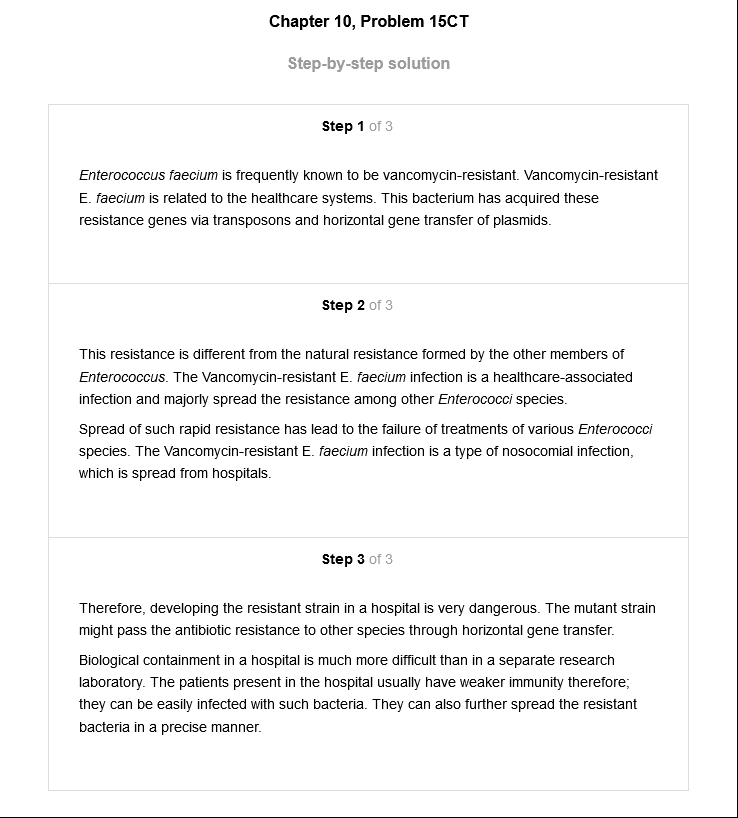 Chapter 10, Problem 15CT
Step-by-step solution
Step 1 of 3
Enterococcus faecium is frequently known to be vancomycin-resistant. Vancomycin-resistant
E. faecium is related to the healthcare systems. This bacterium has acquired these
resistance genes via transposons and horizontal gene transfer of plasmids.
Step 2 of 3
This resistance is different from the natural resistance formed by the other members of
Enterococcus. The Vancomycin-resistant E. faecium infection is a healthcare-associated
infection and majorly spread the resistance among other Enterococci species.
Spread of such rapid resistance has lead to the failure of treatments of various Enterococci
species. The Vancomycin-resistant E. faecium infection is a type of nosocomial infection,
which is spread from hospitals.
Step 3 of 3
Therefore, developing the resistant strain in a hospital is very dangerous. The mutant strain
might pass the antibiotic resistance to other species through horizontal gene transfer.
Biological containment in a hospital is much more difficult than in a separate research
laboratory. The patients present in the hospital usually have weaker immunity therefore;
they can be easily infected with such bacteria. They can also further spread the resistant
bacteria in a precise manner.